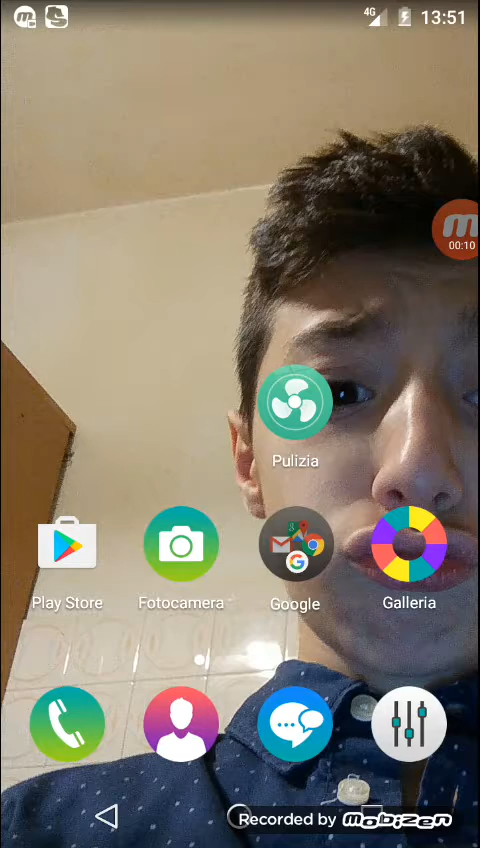 4G
13:51
m
00:10
Pulizia
Play Store
Fotocamera
Google
Galleria
Recorded by mobizen